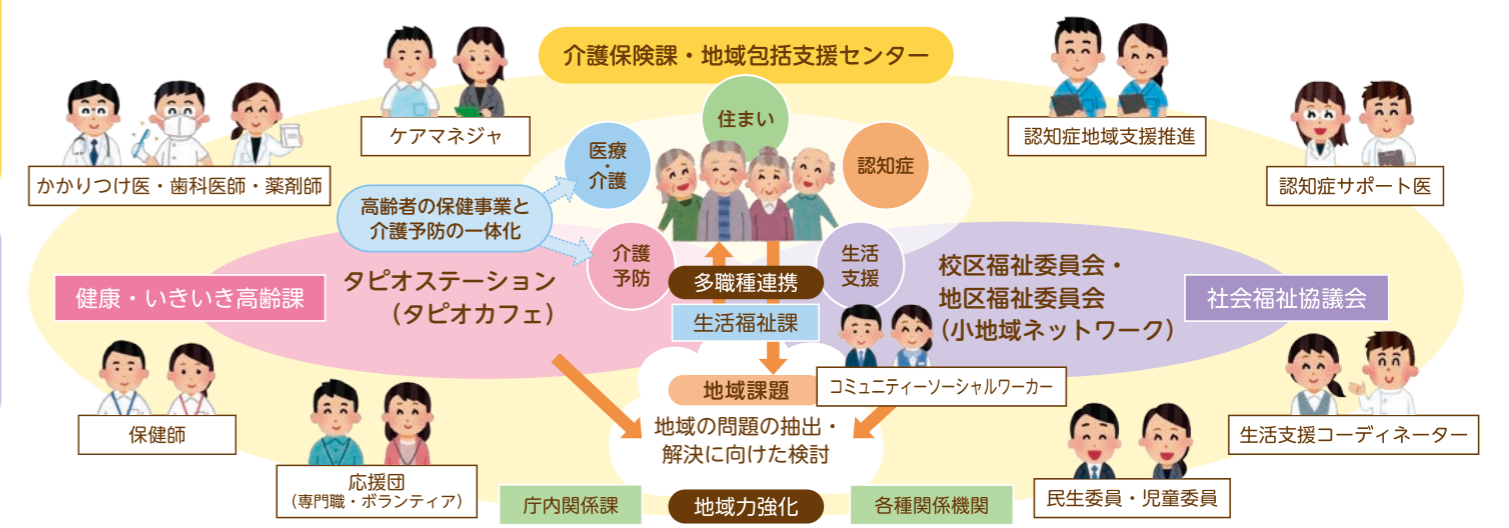 介護保険課・地域包括支援センター
ケアマネジャ
かかりつけ医・歯科医師・薬剤師
認知症地域支援推進
認知症サポート医
住まい
医療
・
介護
認知症
高齢者の保健事業と
介護予防の一体化
介護
予防
生活
支援
多職種連携
生活福祉課
健康・いきいき高齢課
タピオステーション
（タピオカフェ）
校区福祉委員会・
地区福祉委員会
（小地域ネットワーク）
社会福祉協議会
コミュニティーソーシャルワーカー
地域課題
地域の問題の抽出・
解決に向けた検討
保健師
応援団
（専門職・ボランティア）
生活支援コーディネーター
民生委員・児童委員
庁内関係課
地域力強化
各種関係機関